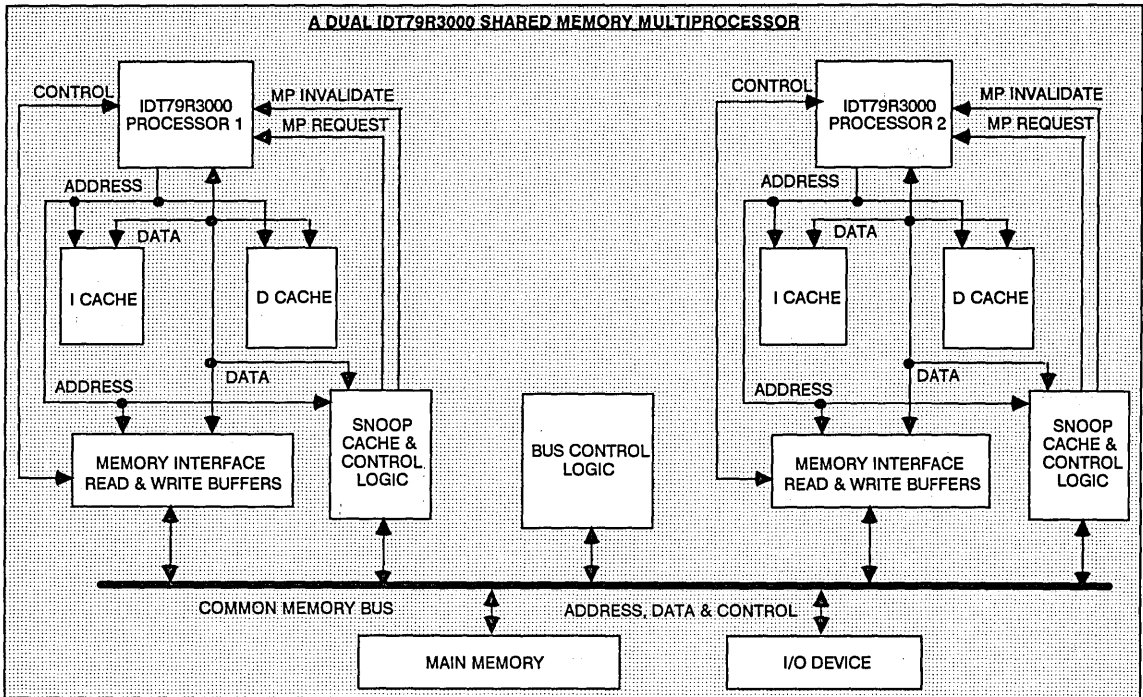 A DUAL IDT79R3000 SHARED MEMORY MULTIPROCESSOR
CONTROL
IDT79R3000
PROCESSOR 1
MP INVALIDATE
MP REQUEST
ADDRESS
DATA
I CACHE
D CACHE
DATA
ADDRESS
MEMORY INTERFACE
READ & WRITE BUFFERS
SNOOP
CACHE &
CONTROL
LOGIC
BUS CONTROL
LOGIC
CONTROL
IDT79R3000
PROCESSOR 2
MP INVALIDATE
MP REQUEST
ADDRESS
DATA
I CACHE
D CACHE
DATA
ADDRESS
MEMORY INTERFACE
READ & WRITE BUFFERS
SNOOP
CACHE &
CONTROL
LOGIC
COMMON MEMORY BUS
ADDRESS, DATA & CONTROL
MAIN MEMORY
I/O DEVICE